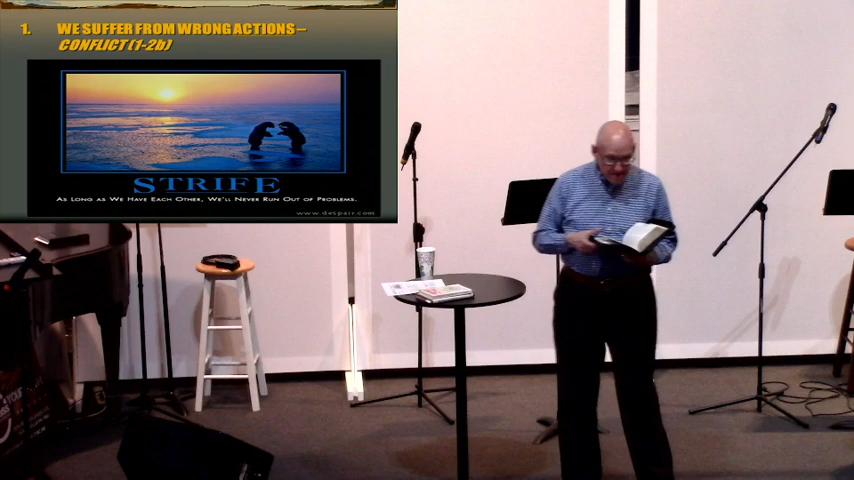 1. WE SUFFER FROM WRONG ACTIONS –
CONFLICT (1-2b)
STRIFE
AS LONG AS WE HAVE EACH OTHER, WE'LL NEVER RUN OUT OF PROBLEMS.
www.despair.com